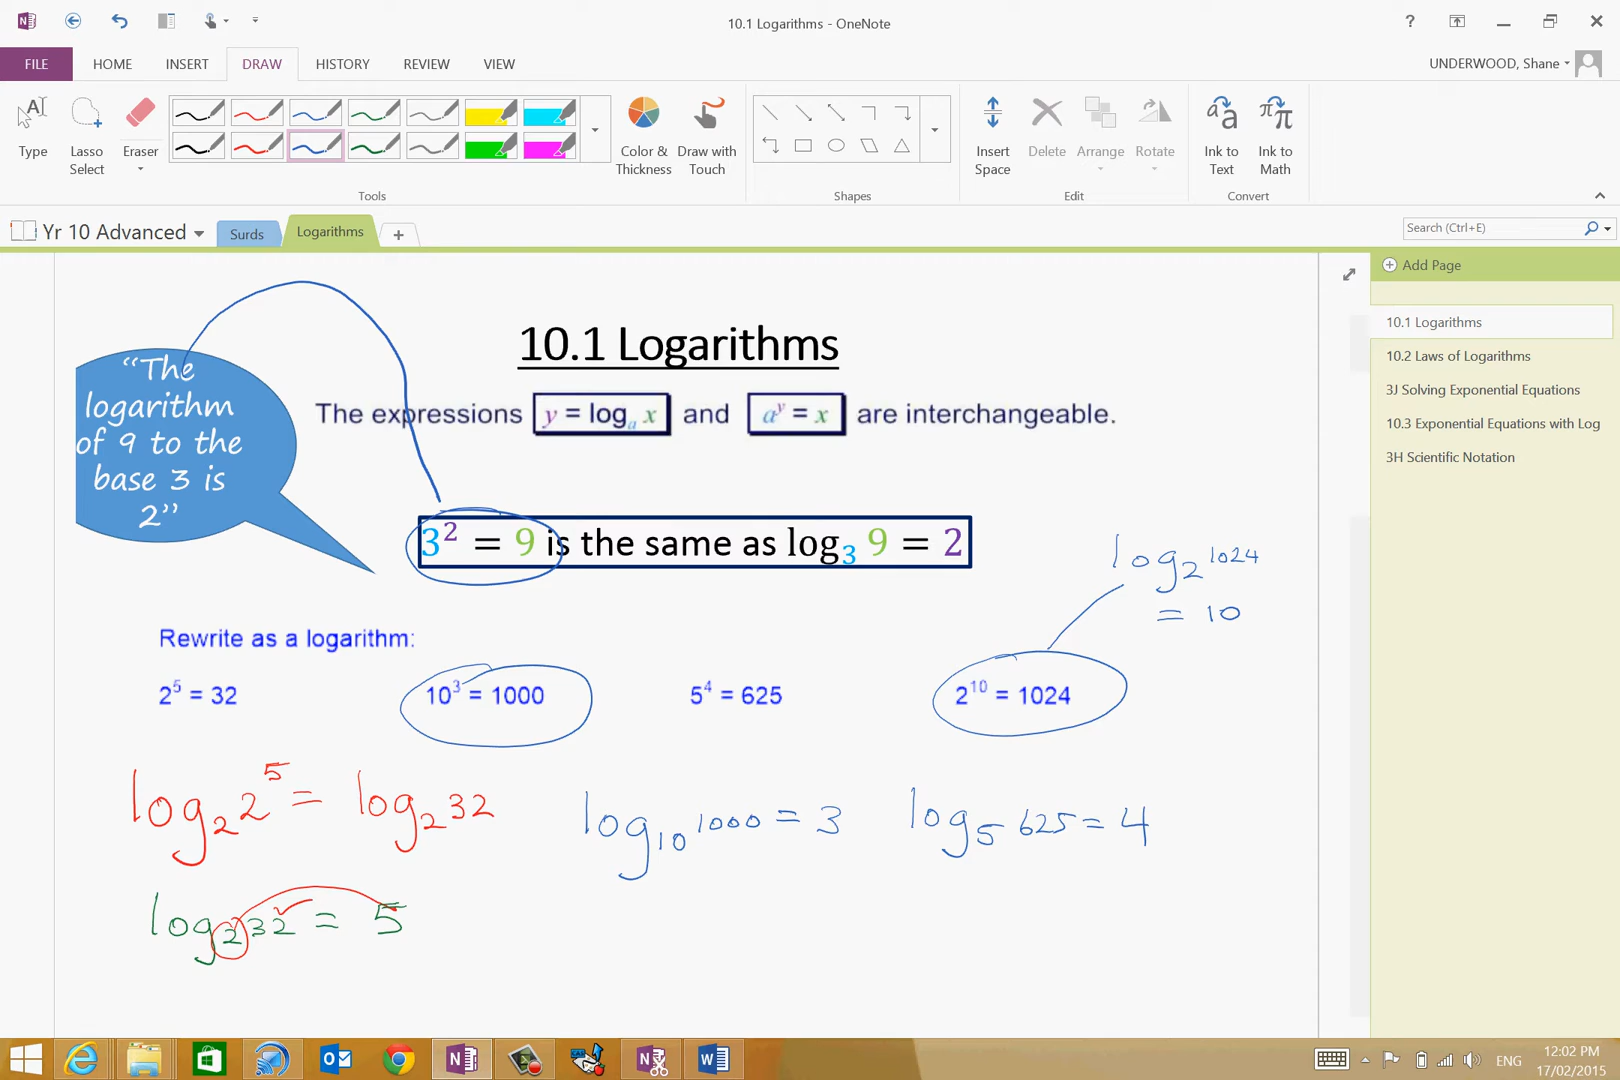 10.1 Logarithms - OneNote
?
FILE HOME INSERT DRAW HISTORY REVIEW VIEW
UNDERWOOD, Shane
Type
Lasso Select
Eraser
Color & Thickness
Draw with Touch
Insert Space
Delete
Arrange
Rotate
Ink to Text
Ink to Math
Tools Shapes Edit Convert
Yr 10 Advanced Surds Logarithms +
Search (Ctrl+E)
Add Page
10.1 Logarithms
10.2 Laws of Logarithms
3J Solving Exponential Equations
10.3 Exponential Equations with Log
3H Scientific Notation
10.1 Logarithms
“The
logarithm
of 9 to the
base 3 is
2”
The expressions y = logₐ x and aʸ = x are interchangeable.
3² = 9 is the same as log₃ 9 = 2
log₂ 1024
= 10
Rewrite as a logarithm:
2⁵ = 32 10³ = 1000 5⁴ = 625 2¹⁰ = 1024
log₂ 2⁵ = log₂ 32
log₁₀ 1000 = 3
log₅ 625 = 4
log₂ 32 = 5
ENG
12:02 PM
17/02/2015